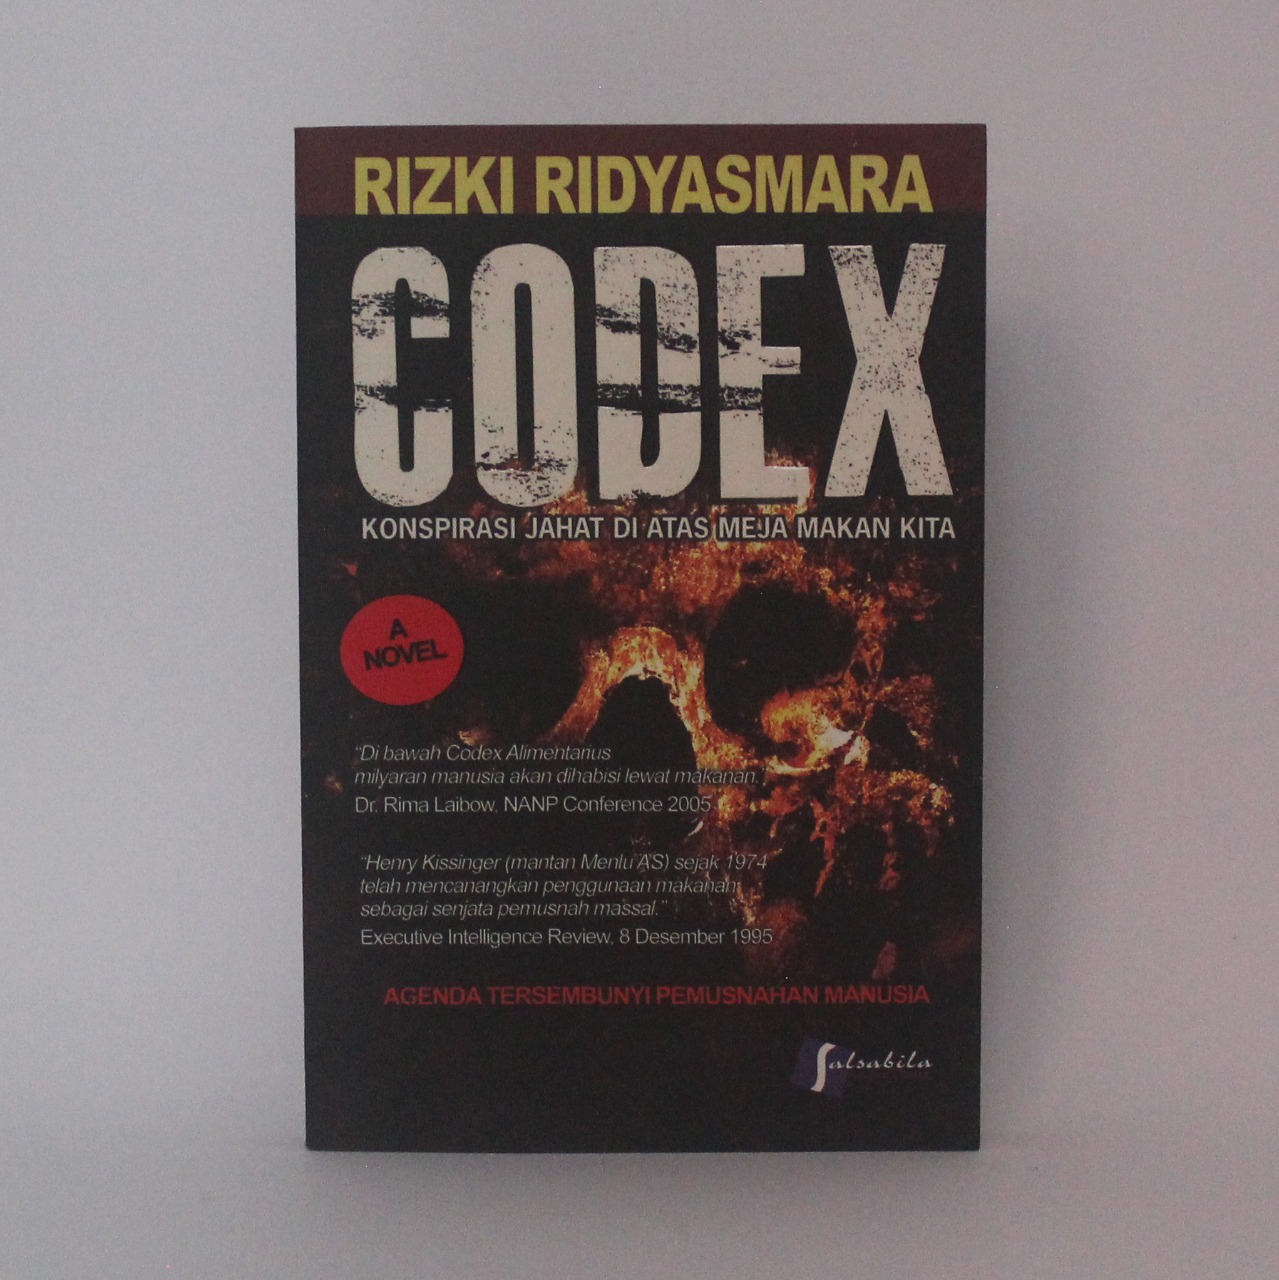 RIZKI RIDYASMARA
CODEX
KONSPIRASI JAHAT DI ATAS MEJA MAKAN KITA
A
NOVEL
“Di bawah Codex Alimentarius
milyaran manusia akan dihabisi lewat makanan.”
Dr. Rima Laibow, NANP Conference 2005
“Henry Kissinger (mantan Menlu AS) sejak 1974
telah mencanangkan penggunaan makanan
sebagai senjata pemusnah massal.”
Executive Intelligence Review, 8 Desember 1995
AGENDA TERSEMBUNYI PEMUSNAHAN MANUSIA
Salsabila